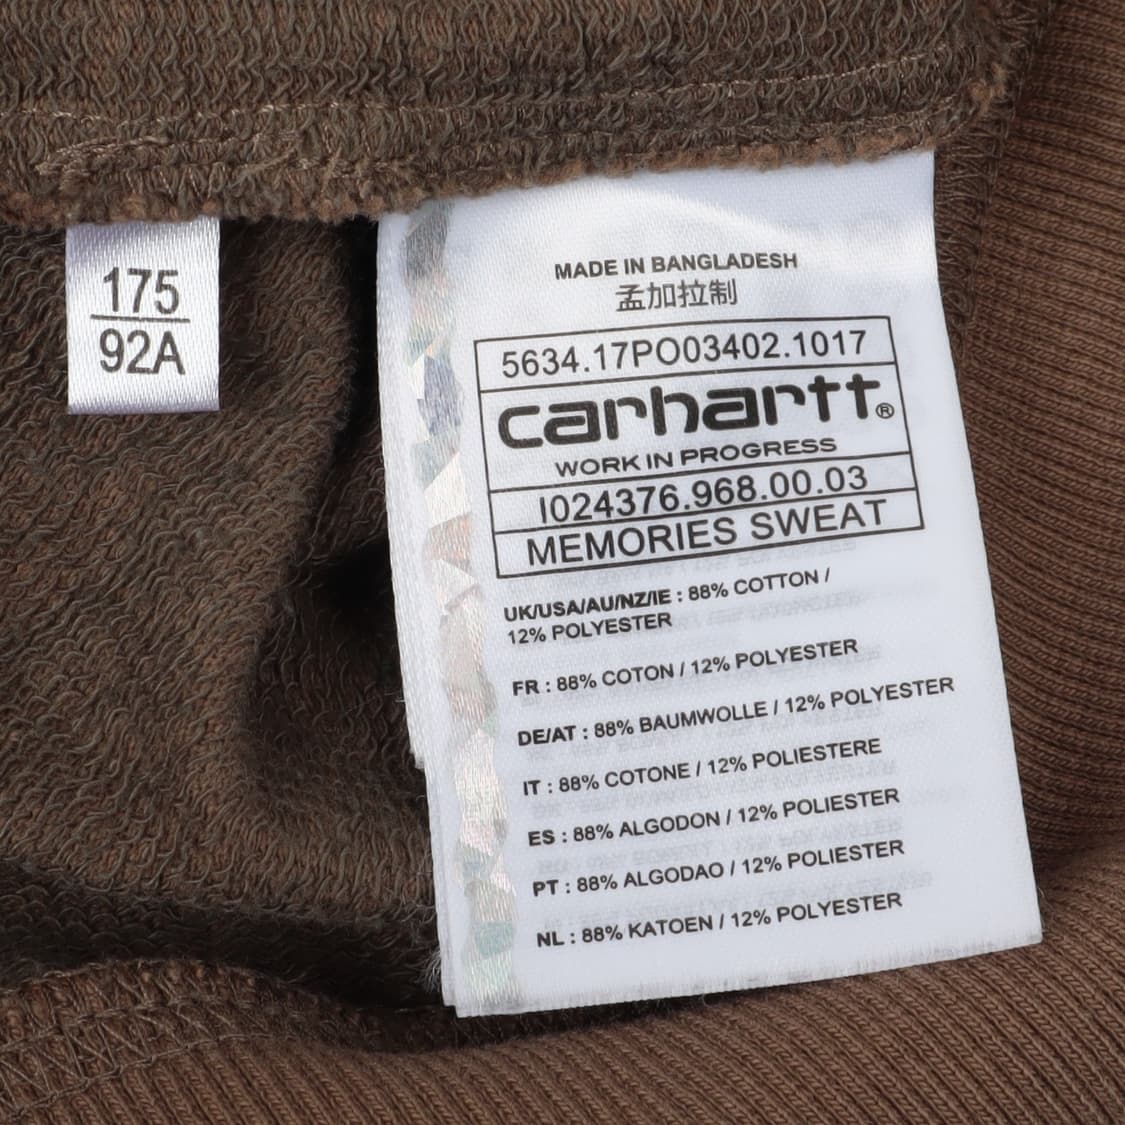 175
92A
MADE IN BANGLADESH
孟加拉制
5634.17PO03402.1017
carhartt®
WORK IN PROGRESS
I024376.968.00.03
MEMORIES SWEAT
UK/USA/AU/NZ/IE : 88% COTTON /
12% POLYESTER
FR : 88% COTON / 12% POLYESTER
DE/AT : 88% BAUMWOLLE / 12% POLYESTER
IT : 88% COTONE / 12% POLIESTERE
ES : 88% ALGODON / 12% POLIESTER
PT : 88% ALGODAO / 12% POLIESTER
NL : 88% KATOEN / 12% POLYESTER